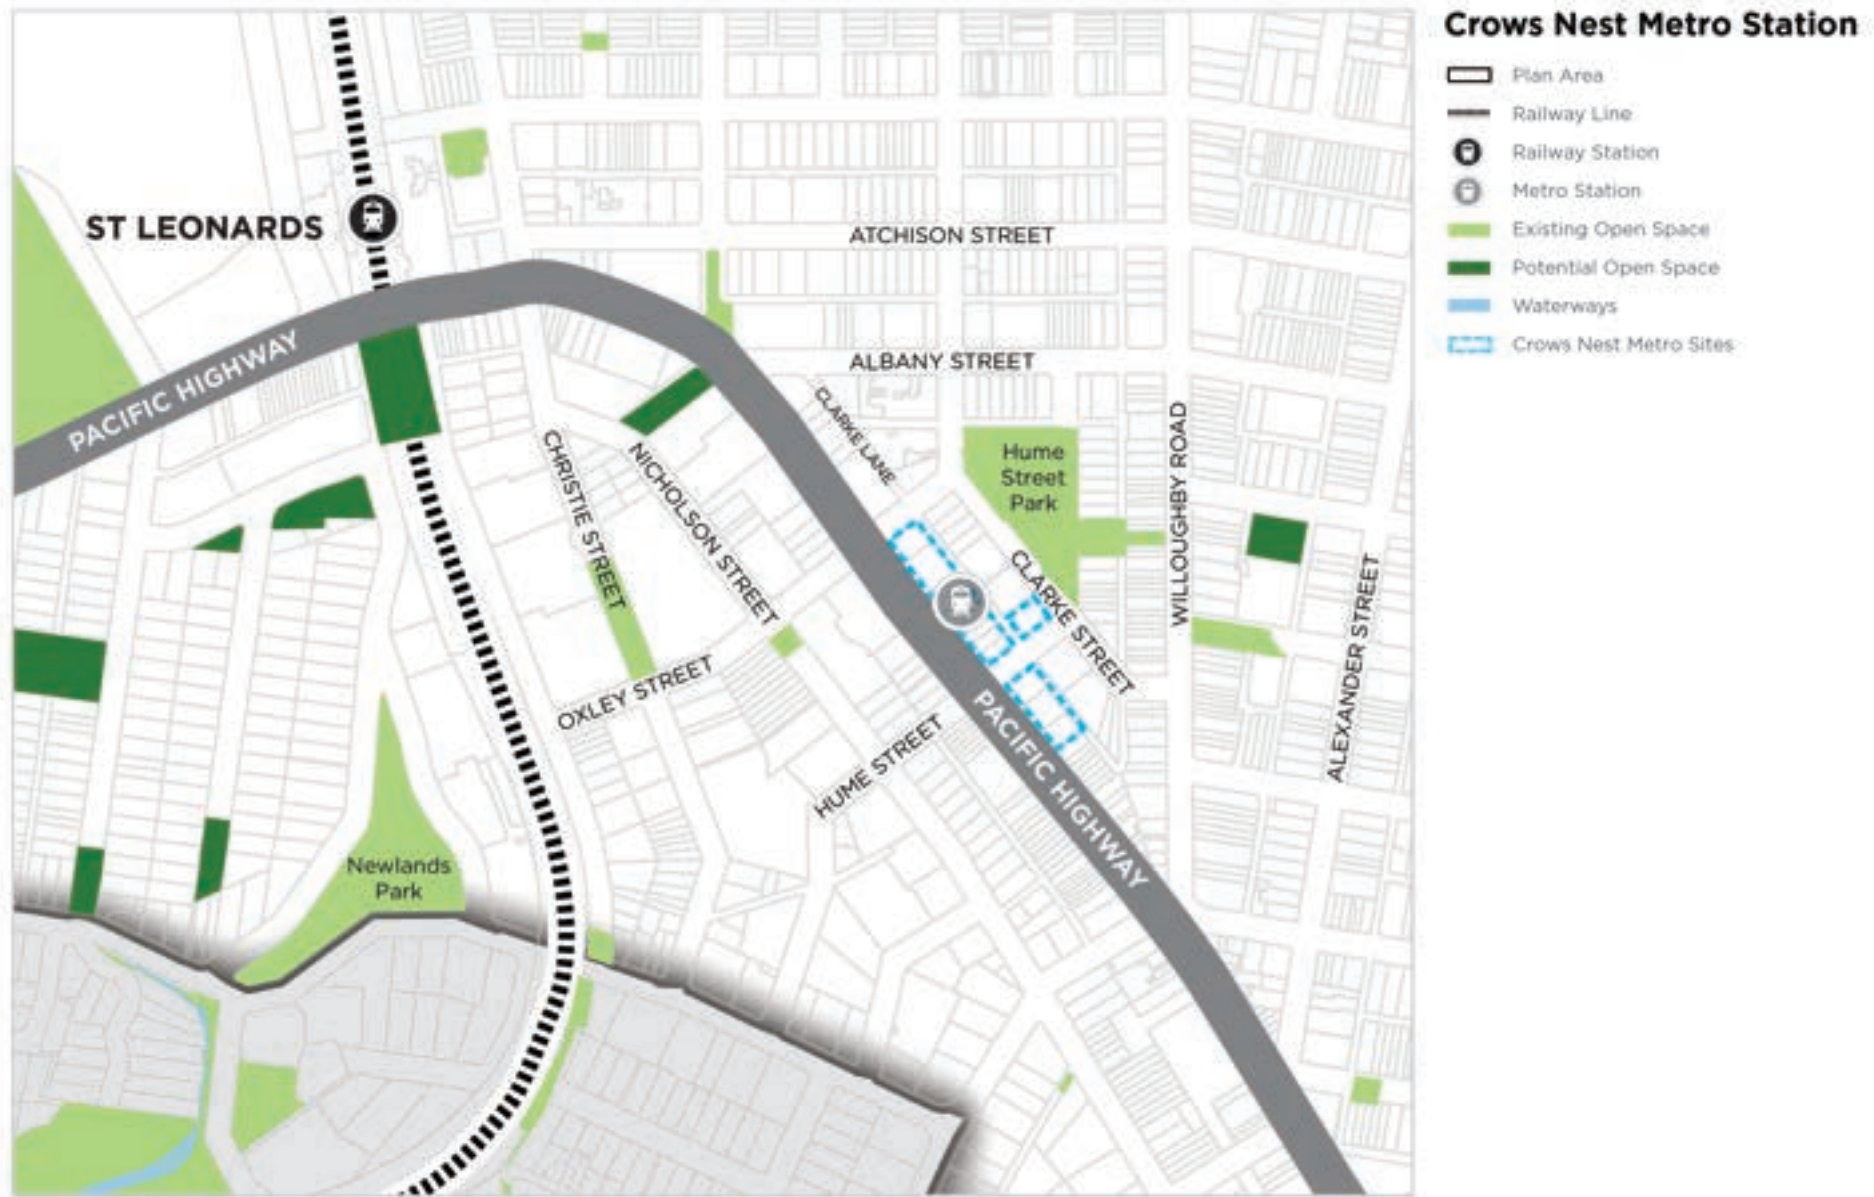 Crows Nest Metro Station
Plan Area
Railway Line
Railway Station
Metro Station
Existing Open Space
Potential Open Space
Waterways
Crows Nest Metro Sites
ST LEONARDS
ATCHISON STREET
PACIFIC HIGHWAY
ALBANY STREET
CLARKE LANE
WILLOUGHBY ROAD
Hume
Street
Park
CHRISTIE STREET
NICHOLSON STREET
CLARKE STREET
ALEXANDER STREET
OXLEY STREET
HUME STREET
PACIFIC HIGHWAY
Newlands
Park